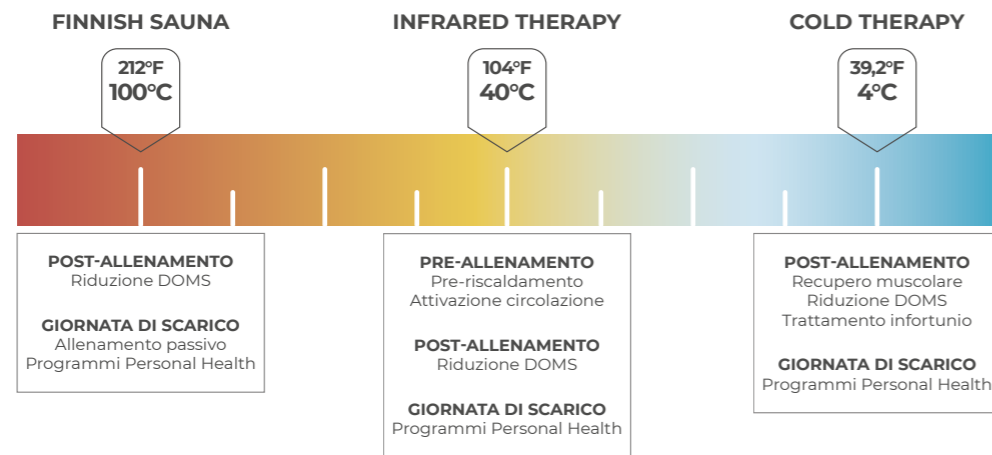 FINNISH SAUNA
212°F
100°C
POST-ALLENAMENTO
Riduzione DOMS
GIORNATA DI SCARICO
Allenamento passivo
Programmi Personal Health
INFRARED THERAPY
104°F
40°C
PRE-ALLENAMENTO
Pre-riscaldamento
Attivazione circolazione
POST-ALLENAMENTO
Riduzione DOMS
GIORNATA DI SCARICO
Programmi Personal Health
COLD THERAPY
39,2°F
4°C
POST-ALLENAMENTO
Recupero muscolare
Riduzione DOMS
Trattamento infortunio
GIORNATA DI SCARICO
Programmi Personal Health